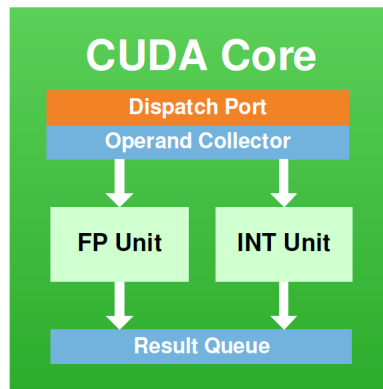 CUDA Core
Dispatch Port
Operand Collector
FP Unit
INT Unit
Result Queue